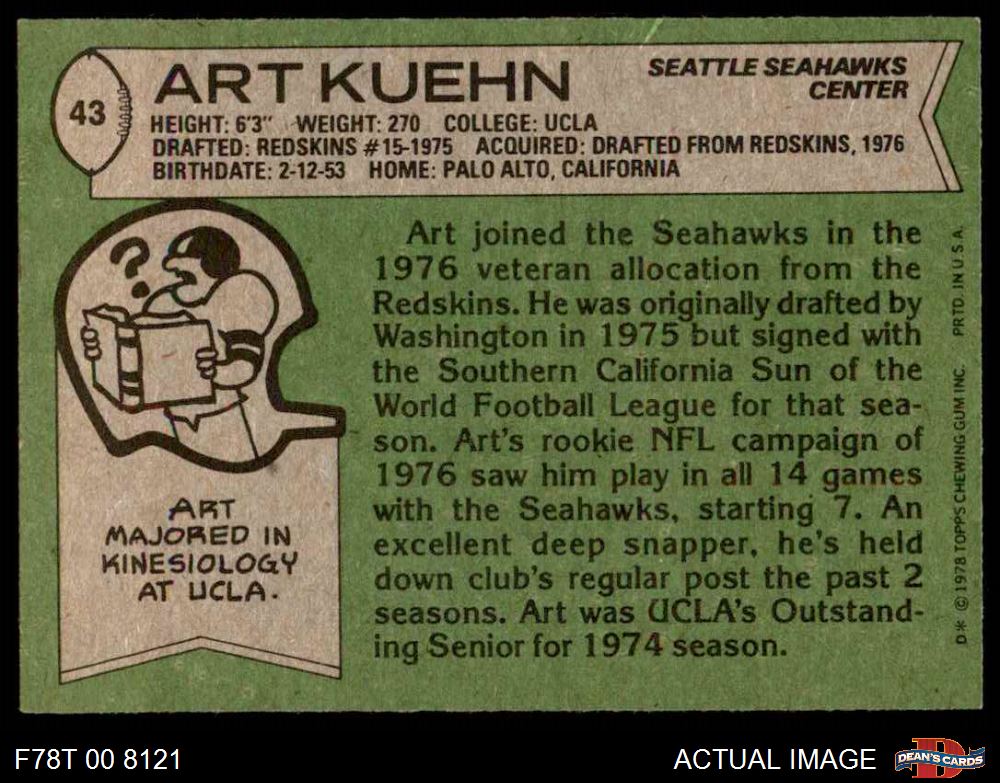 43
ART KUEHN
SEATTLE SEAHAWKS
CENTER
HEIGHT: 6'3" WEIGHT: 270 COLLEGE: UCLA
DRAFTED: REDSKINS #15-1975 ACQUIRED: DRAFTED FROM REDSKINS, 1976
BIRTHDATE: 2-12-53 HOME: PALO ALTO, CALIFORNIA
??
ART
MAJORED IN
KINESIOLOGY
AT UCLA.
Art joined the Seahawks in the
1976 veteran allocation from the
Redskins. He was originally drafted by
Washington in 1975 but signed with
the Southern California Sun of the
World Football League for that sea-
son. Art's rookie NFL campaign of
1976 saw him play in all 14 games
with the Seahawks, starting 7. An
excellent deep snapper, he's held
down club's regular post the past 2
seasons. Art was UCLA's Outstand-
ing Senior for 1974 season.
D* © 1978 TOPPS CHEWING GUM INC. PRTD. IN U.S.A.
F78T 00 8121
ACTUAL IMAGE
D
DEAN'S CARDS